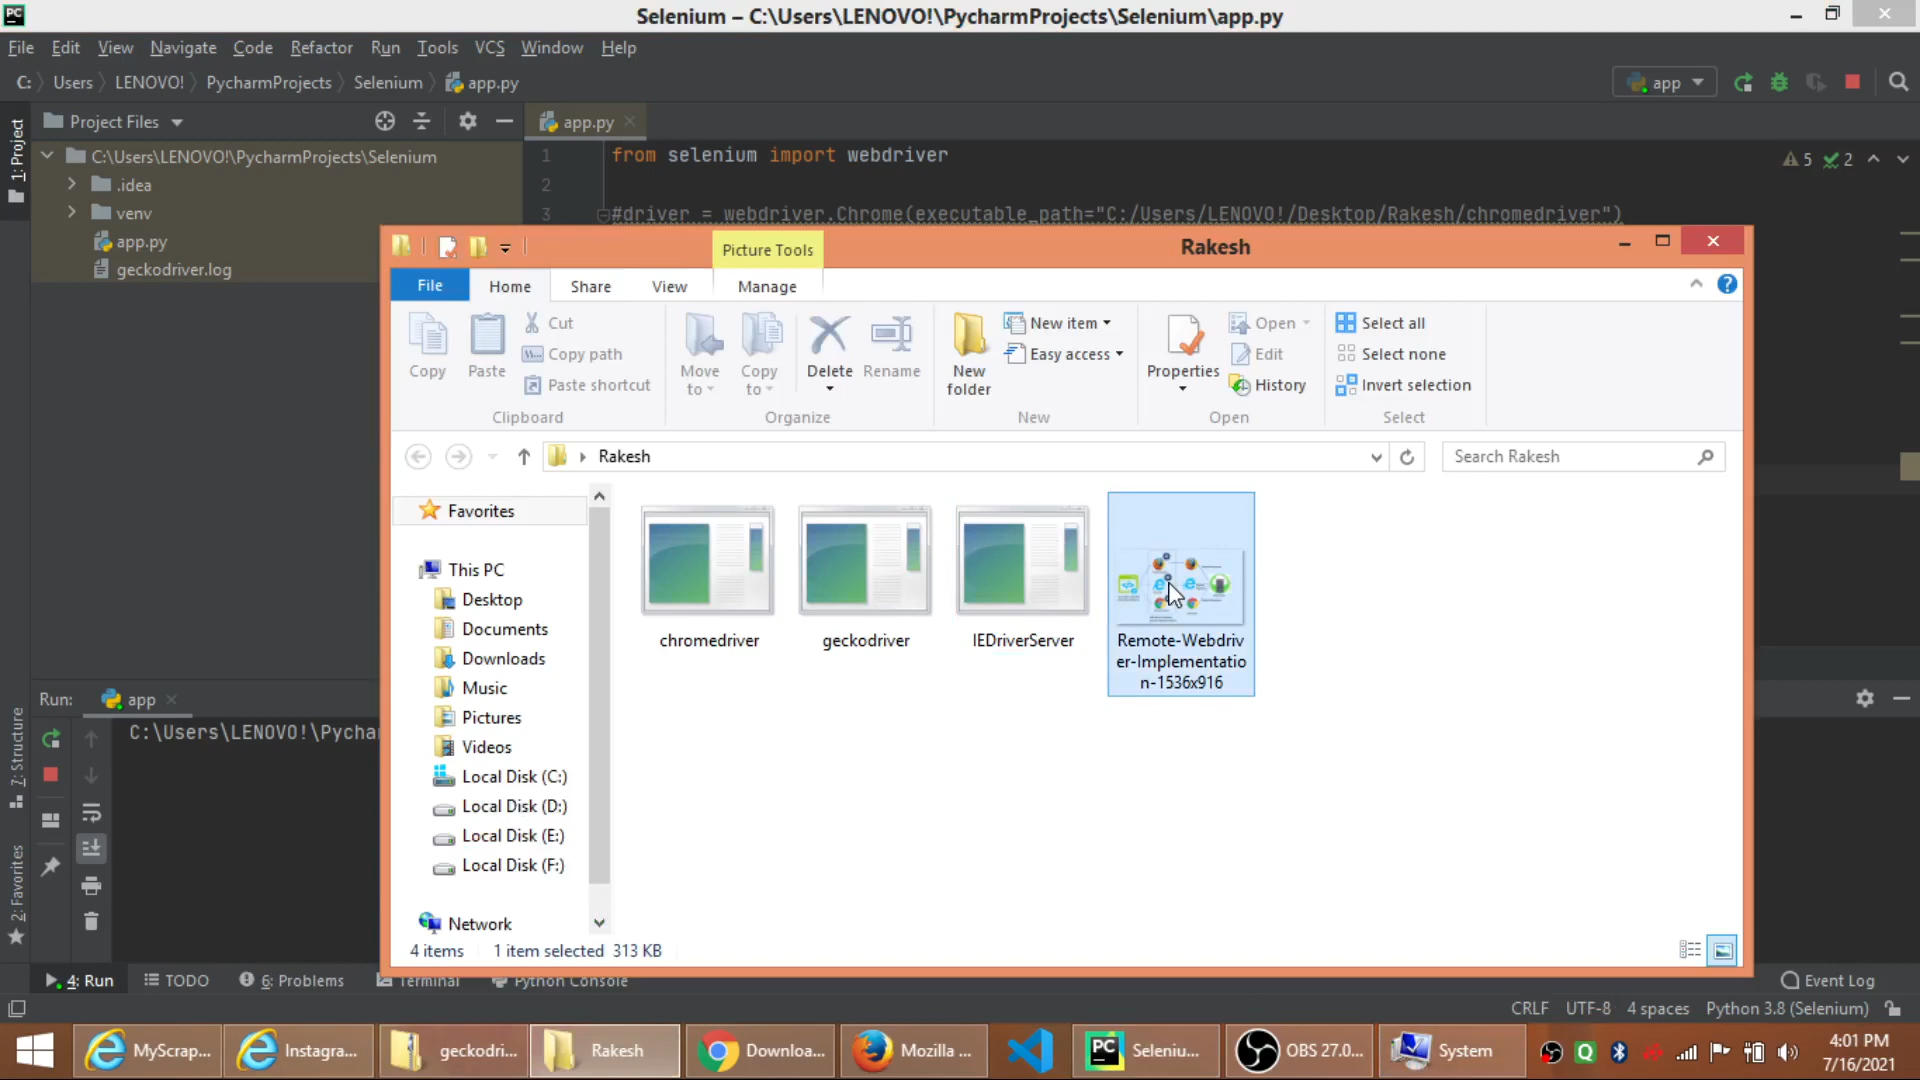 Selenium – C:\Users\LENOVO!\PycharmProjects\Selenium\app.py
File Edit View Navigate Code Refactor Run Tools VCS Window Help
C: Users LENOVO! PycharmProjects Selenium app.py
app
Project Files
app.py
1: Project
C:\Users\LENOVO!\PycharmProjects\Selenium
.idea
venv
app.py
geckodriver.log
1 from selenium import webdriver
2
3 #driver = webdriver.Chrome(executable_path="C:/Users/LENOVO!/Desktop/Rakesh/chromedriver")
5 2
Picture Tools
Rakesh
File Home Share View Manage
Copy
Paste
Cut
Copy path
Paste shortcut
Clipboard
Move to
Copy to
Delete
Rename
Organize
New folder
New item
Easy access
New
Properties
Open
Edit
History
Open
Select all
Select none
Invert selection
Select
Rakesh
Search Rakesh
Favorites
This PC
Desktop
Documents
Downloads
Music
Pictures
Videos
Local Disk (C:)
Local Disk (D:)
Local Disk (E:)
Local Disk (F:)
Network
chromedriver
geckodriver
IEDriverServer
Remote-Webdriv
er-Implementatio
n-1536x916
4 items 1 item selected 313 KB
Run: app
C:\Users\LENOVO!\Pycha
7: Structure
2: Favorites
4: Run TODO 6: Problems Terminal Python Console Event Log
CRLF UTF-8 4 spaces Python 3.8 (Selenium)
MyScrap... Instagra... geckodri... Rakesh Downloa... Mozilla ... Seleniu... OBS 27.0... System
4:01 PM
7/16/2021